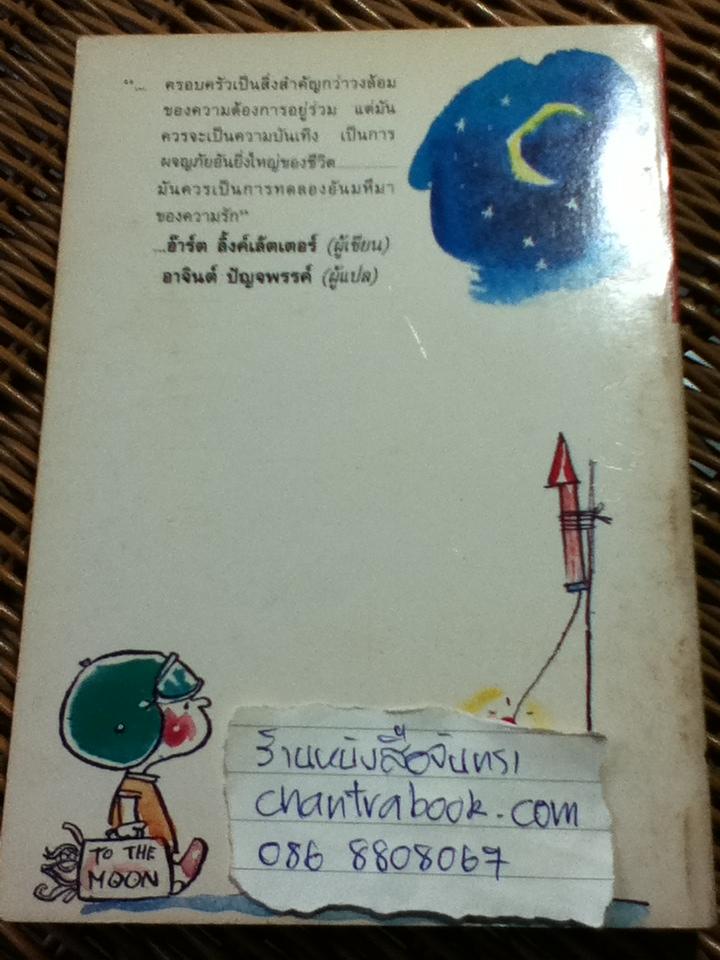 “... ครอบครัวเป็นสิ่งสำคัญกว่าวงล้อม
ของความต้องการอยู่ร่วม แต่มัน
ควรจะเป็นความบันเทิง เป็นการ
ผจญภัยอันยิ่งใหญ่ของชีวิต..............
มันควรเป็นการทดลองอันมหึมา
ของความรัก”
...อ๊าร์ต ลิ้งค์เล้ตเตอร์ (ผู้เขียน)
อาจินต์ ปัญจพรรค์ (ผู้แปล)
TO THE
MOON
ร้านหนังสือจันทรา
chantrabook.com
086 8808067